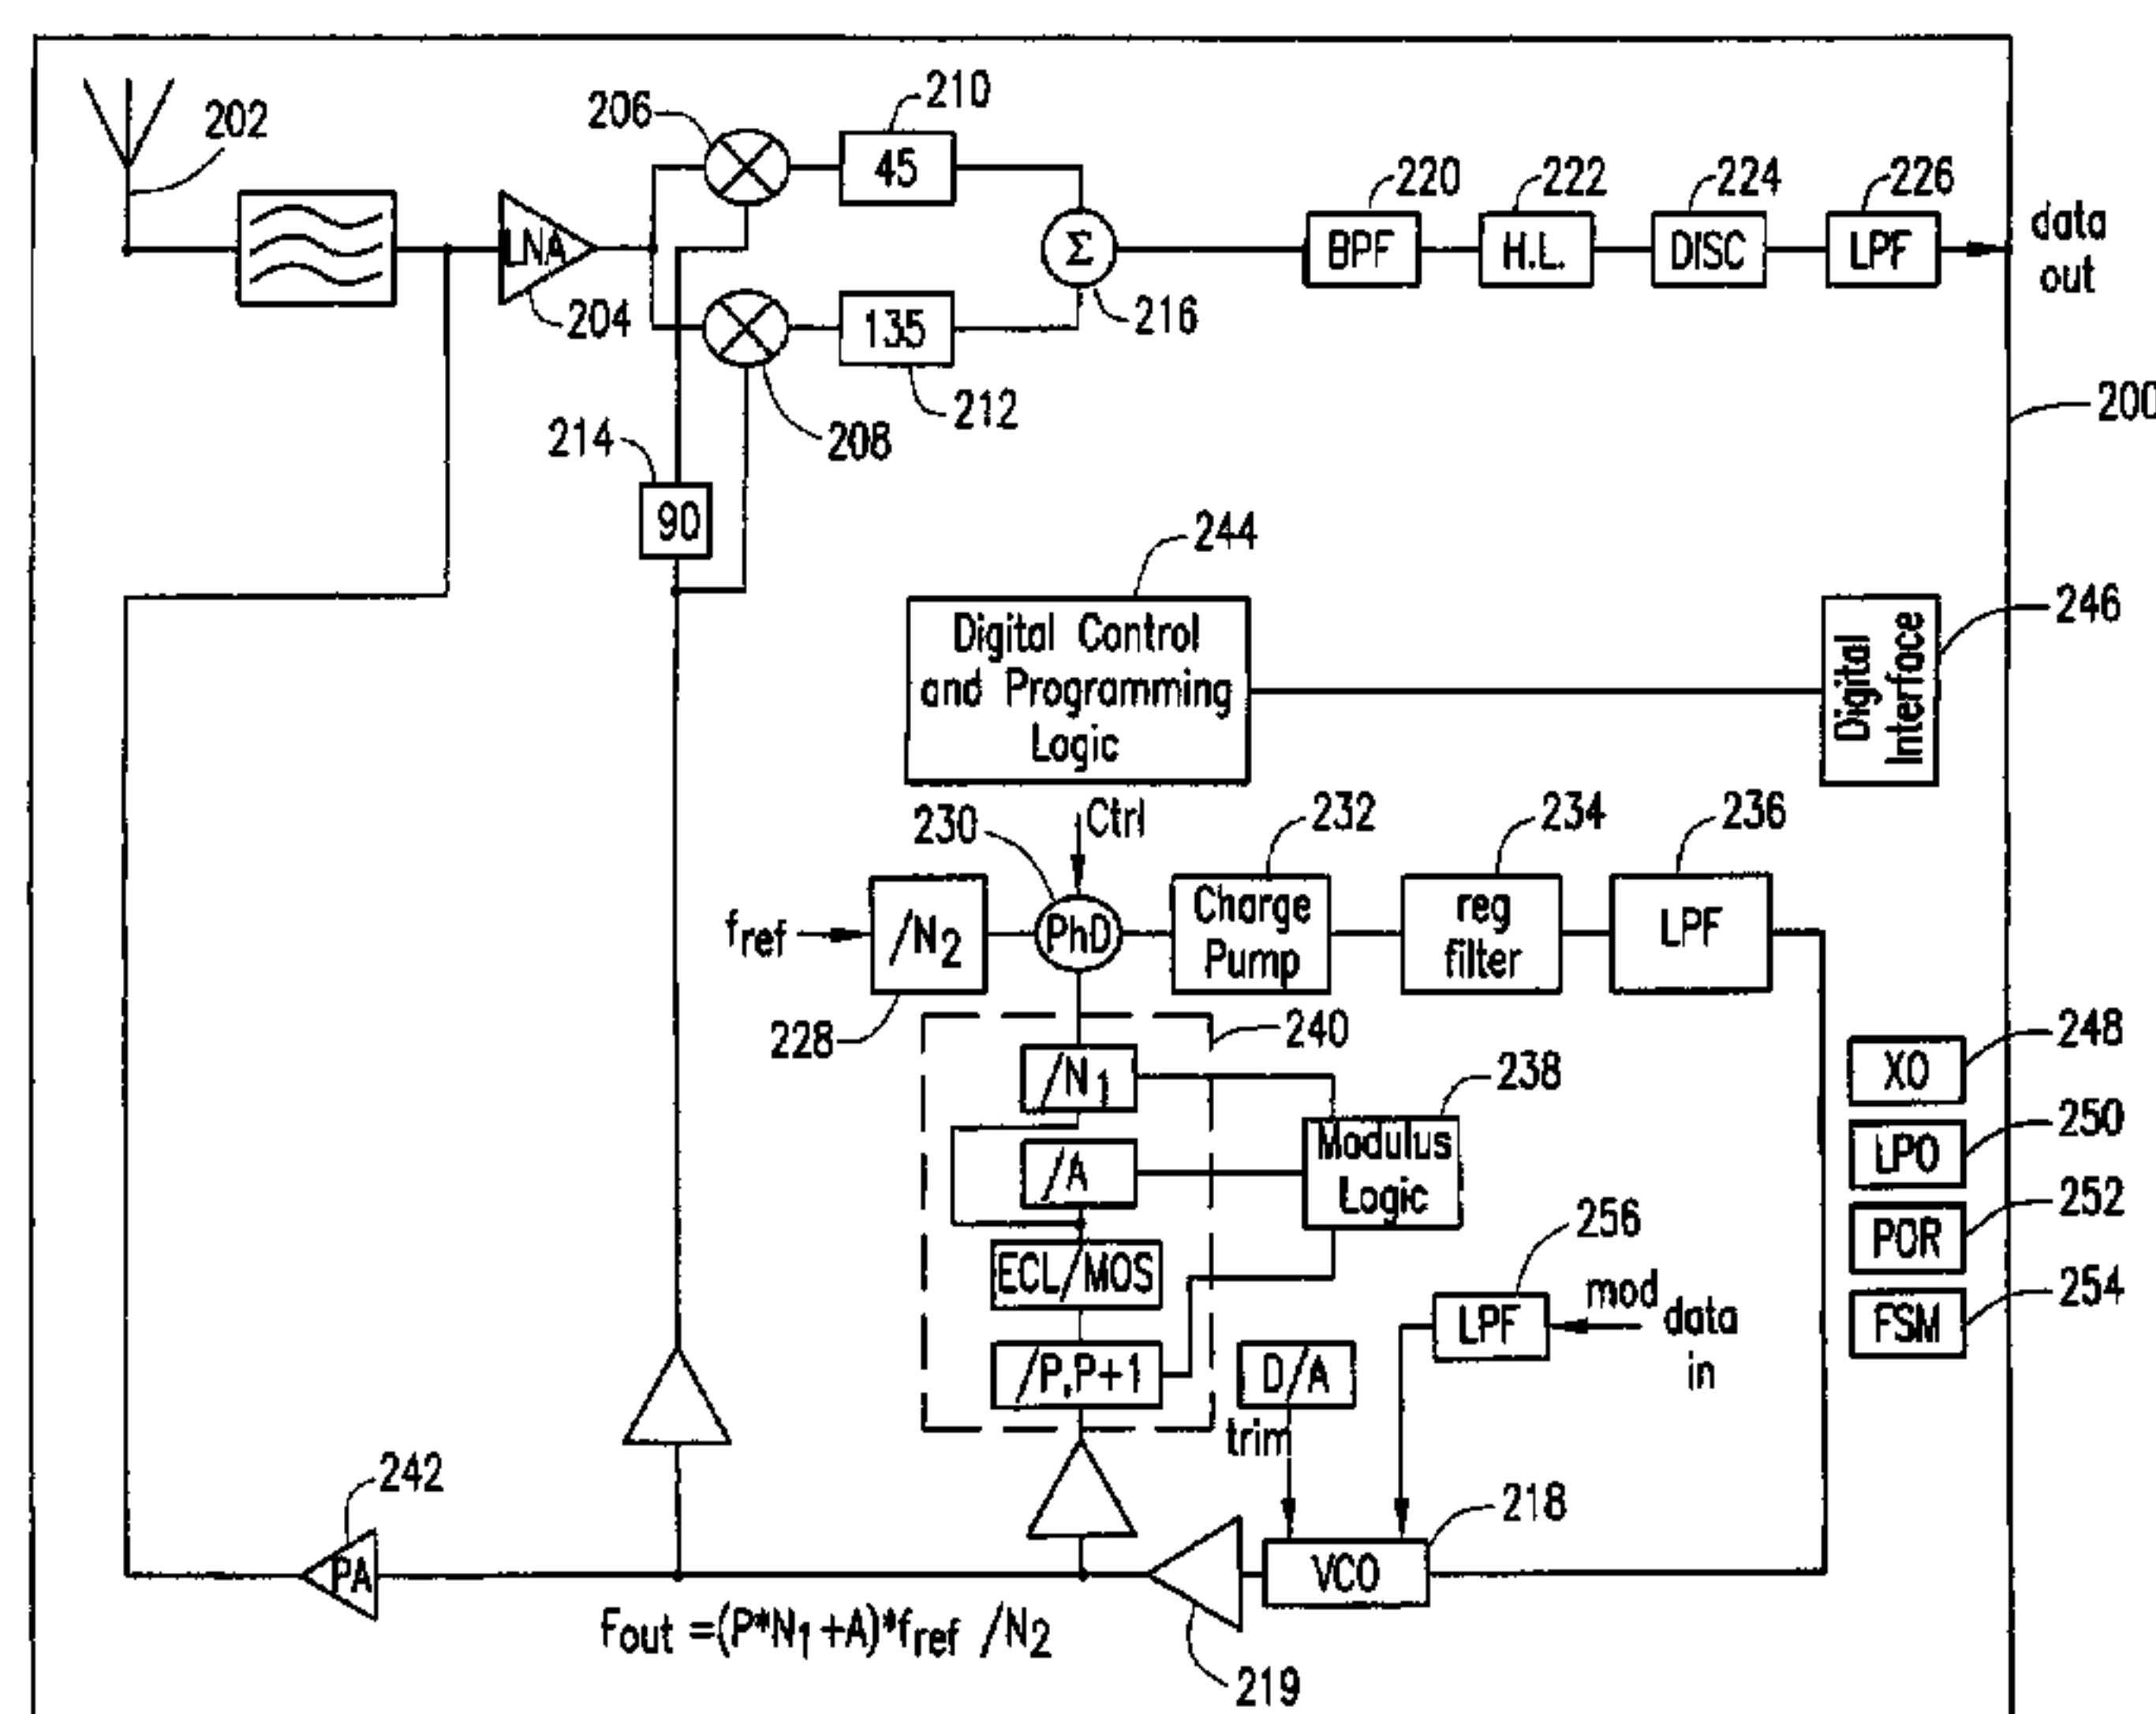 202
LNA
204
206
210
45
208
135
212
214
90
Σ
216
220
BPF
222
H.L.
224
DISC
226
LPF
data
out
200
244
Digital Control
and Programming
Logic
246
Digital
Interface
230
Ctrl
232
234
236
fref
/N2
PhD
Charge
Pump
reg
filter
LPF
228
240
/N1
238
/A
Modulus
Logic
ECL/MOS
/P,P+1
256
LPF
mod
data
in
D/A
trim
248
XO
250
LPO
252
POR
254
FSM
242
PA
218
VCO
219
Fout =(P*N1+A)*fref /N2